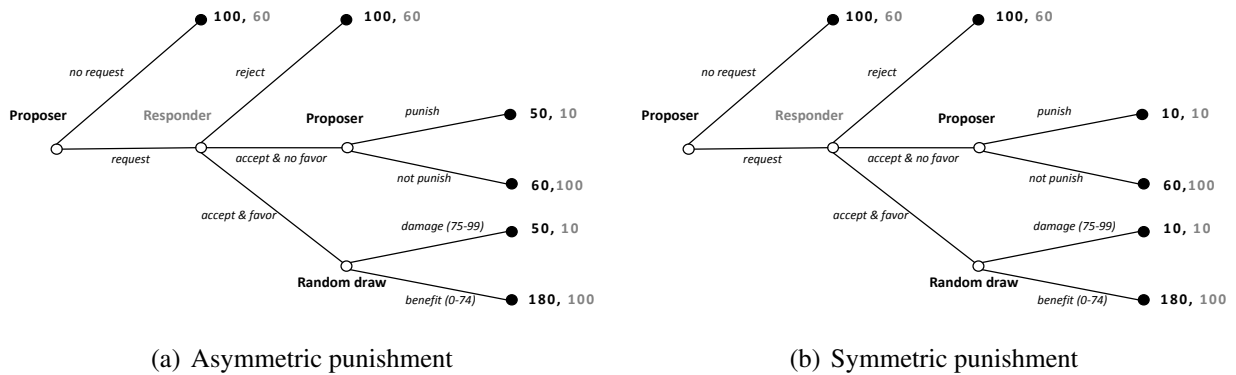 100, 60
100, 60
no request
reject
Proposer
Responder
Proposer
punish
50, 10
request
accept & no favor
not punish
60,100
accept & favor
damage (75-99)
50, 10
Random draw
benefit (0-74)
180, 100
(a) Asymmetric punishment
100, 60
100, 60
no request
reject
Proposer
Responder
Proposer
punish
10, 10
request
accept & no favor
not punish
60,100
accept & favor
damage (75-99)
10, 10
Random draw
benefit (0-74)
180, 100
(b) Symmetric punishment